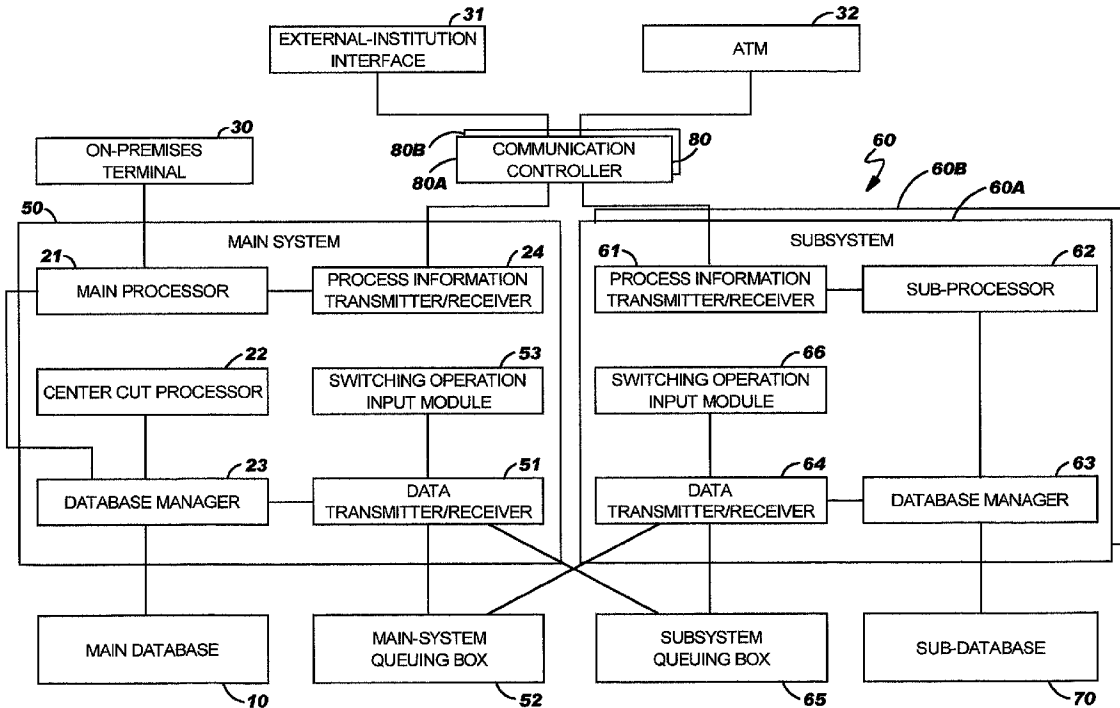 31
EXTERNAL-INSTITUTION
INTERFACE
32
ATM
30
ON-PREMISES
TERMINAL
80B
80A
COMMUNICATION
CONTROLLER
80
60
60B
60A
50
MAIN SYSTEM
SUBSYSTEM
21
MAIN PROCESSOR
24
PROCESS INFORMATION
TRANSMITTER/RECEIVER
61
PROCESS INFORMATION
TRANSMITTER/RECEIVER
62
SUB-PROCESSOR
22
CENTER CUT PROCESSOR
53
SWITCHING OPERATION
INPUT MODULE
66
SWITCHING OPERATION
INPUT MODULE
23
DATABASE MANAGER
51
DATA
TRANSMITTER/RECEIVER
64
DATA
TRANSMITTER/RECEIVER
63
DATABASE MANAGER
MAIN DATABASE
10
MAIN-SYSTEM
QUEUING BOX
52
SUBSYSTEM
QUEUING BOX
65
SUB-DATABASE
70